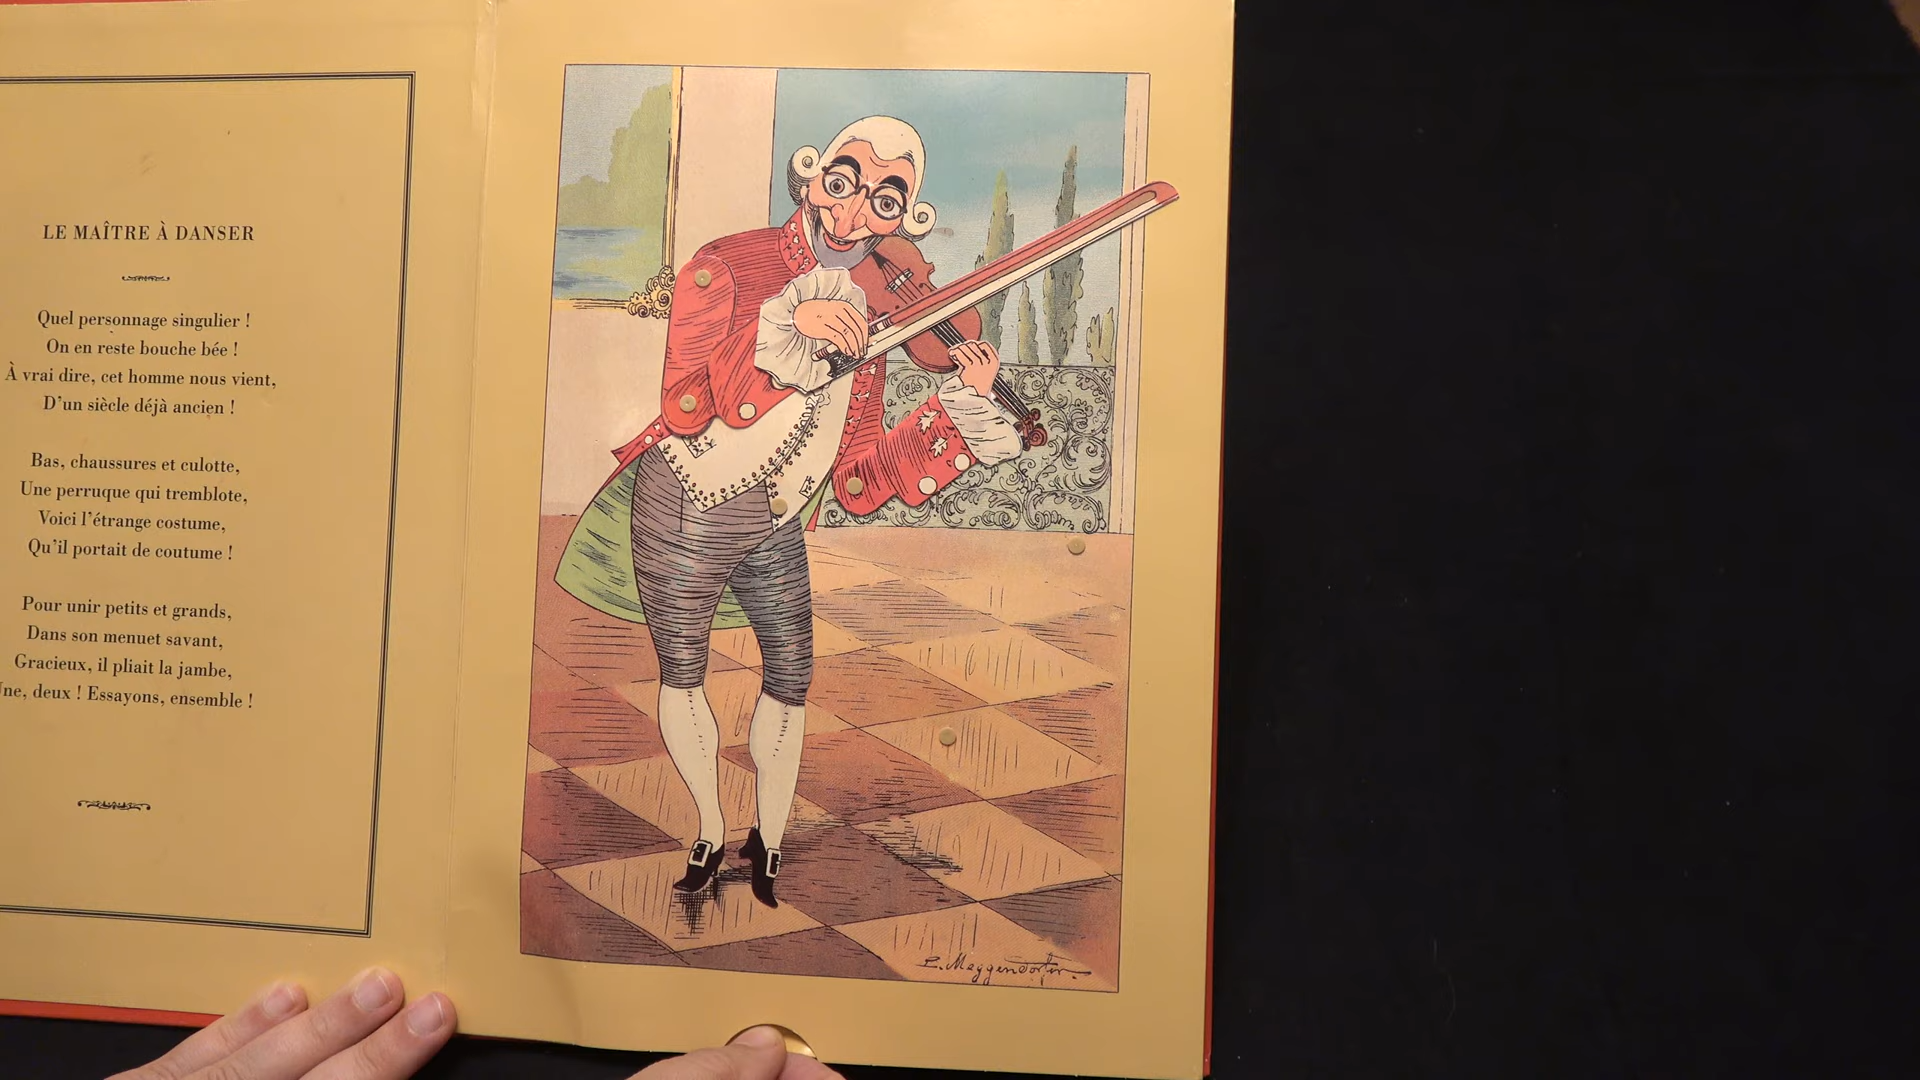 LE MAÎTRE À DANSER
Quel personnage singulier !
On en reste bouche bée !
À vrai dire, cet homme nous vient,
D'un siècle déjà ancien !
Bas, chaussures et culotte,
Une perruque qui tremblote,
Voici l'étrange costume,
Qu'il portait de coutume !
Pour unir petits et grands,
Dans son menuet savant,
Gracieux, il pliait la jambe,
Une, deux ! Essayons, ensemble !
L. Meggendorfer.